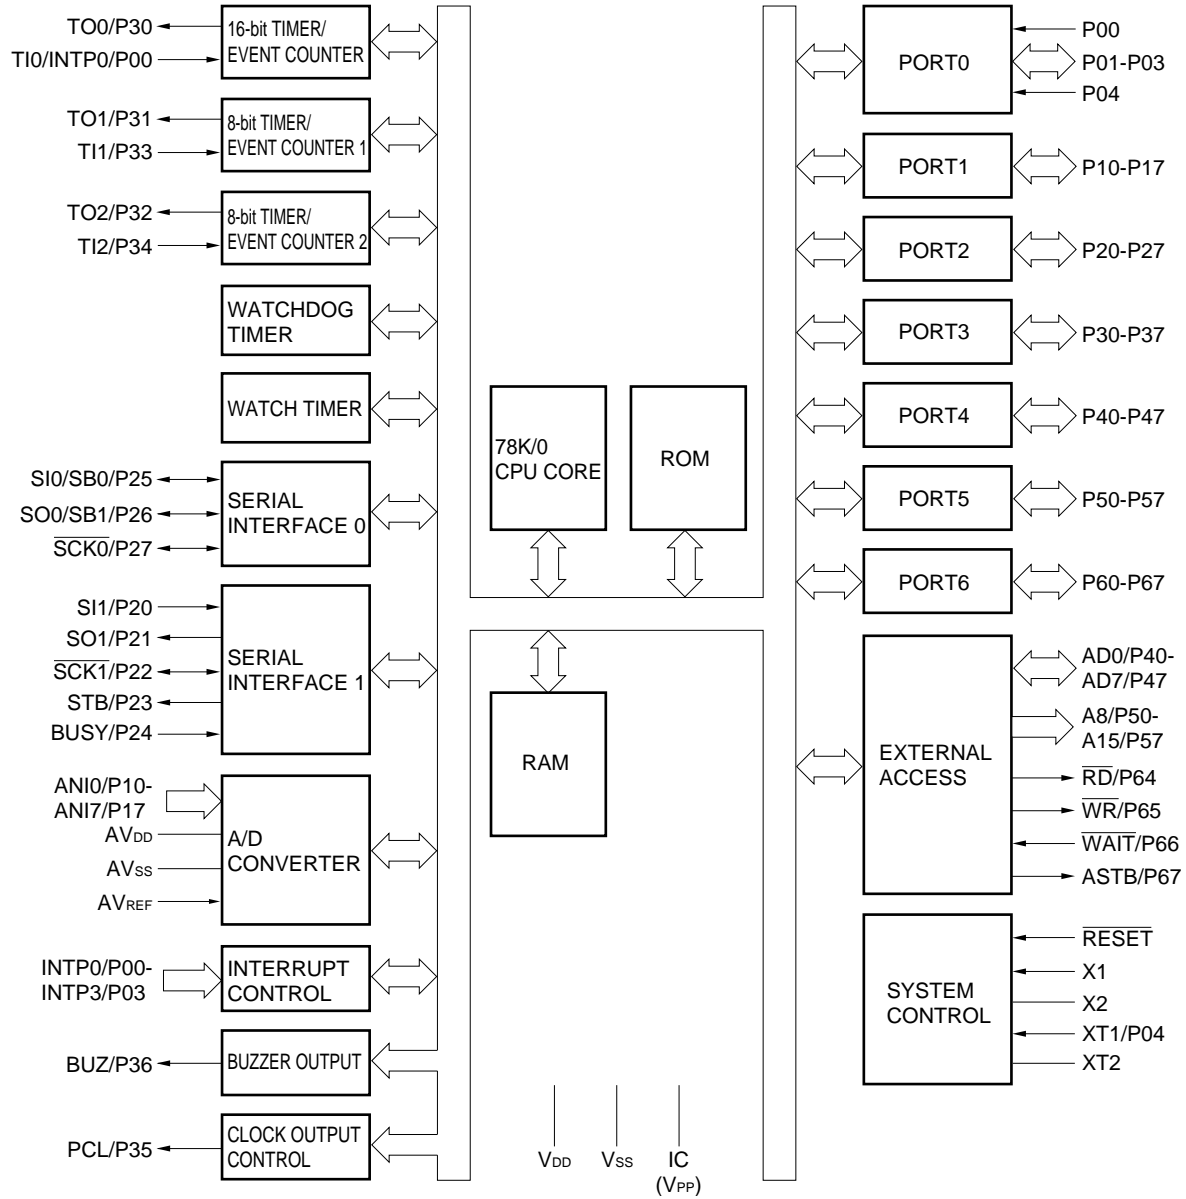 TO0/P30
TI0/INTP0/P00
16-bit TIMER/
EVENT COUNTER
TO1/P31
TI1/P33
8-bit TIMER/
EVENT COUNTER 1
TO2/P32
TI2/P34
8-bit TIMER/
EVENT COUNTER 2
WATCHDOG
TIMER
WATCH TIMER
SI0/SB0/P25
SO0/SB1/P26
SCK0/P27
SERIAL
INTERFACE 0
SI1/P20
SO1/P21
SCK1/P22
STB/P23
BUSY/P24
SERIAL
INTERFACE 1
ANI0/P10-
ANI7/P17
AVDD
AVSS
AVREF
A/D
CONVERTER
INTP0/P00-
INTP3/P03
INTERRUPT
CONTROL
BUZ/P36
BUZZER OUTPUT
PCL/P35
CLOCK OUTPUT
CONTROL
78K/0
CPU CORE
ROM
RAM
VDD
VSS
IC
(VPP)
PORT0
P00
P01-P03
P04
PORT1
P10-P17
PORT2
P20-P27
PORT3
P30-P37
PORT4
P40-P47
PORT5
P50-P57
PORT6
P60-P67
EXTERNAL
ACCESS
AD0/P40-
AD7/P47
A8/P50-
A15/P57
RD/P64
WR/P65
WAIT/P66
ASTB/P67
SYSTEM
CONTROL
RESET
X1
X2
XT1/P04
XT2